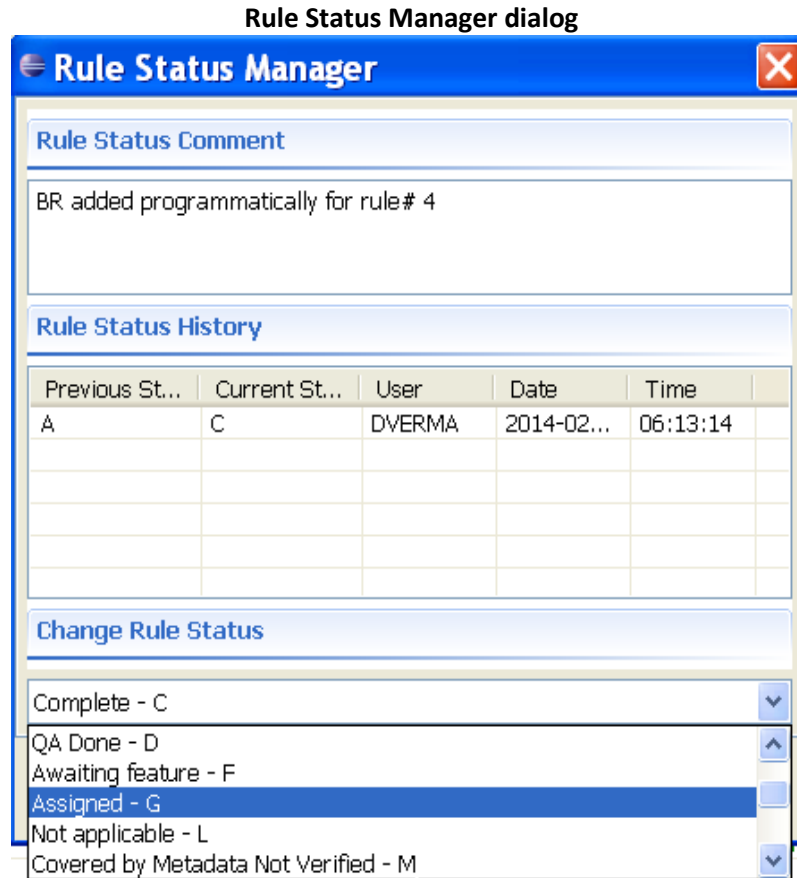 Rule Status Manager dialog
Rule Status Manager
Rule Status Comment
BR added programmatically for rule# 4
Rule Status History
Previous St... Current St... User Date Time
A C DVERMA 2014-02... 06:13:14
Change Rule Status
Complete - C
QA Done - D
Awaiting feature - F
Assigned - G
Not applicable - L
Covered by Metadata Not Verified - M